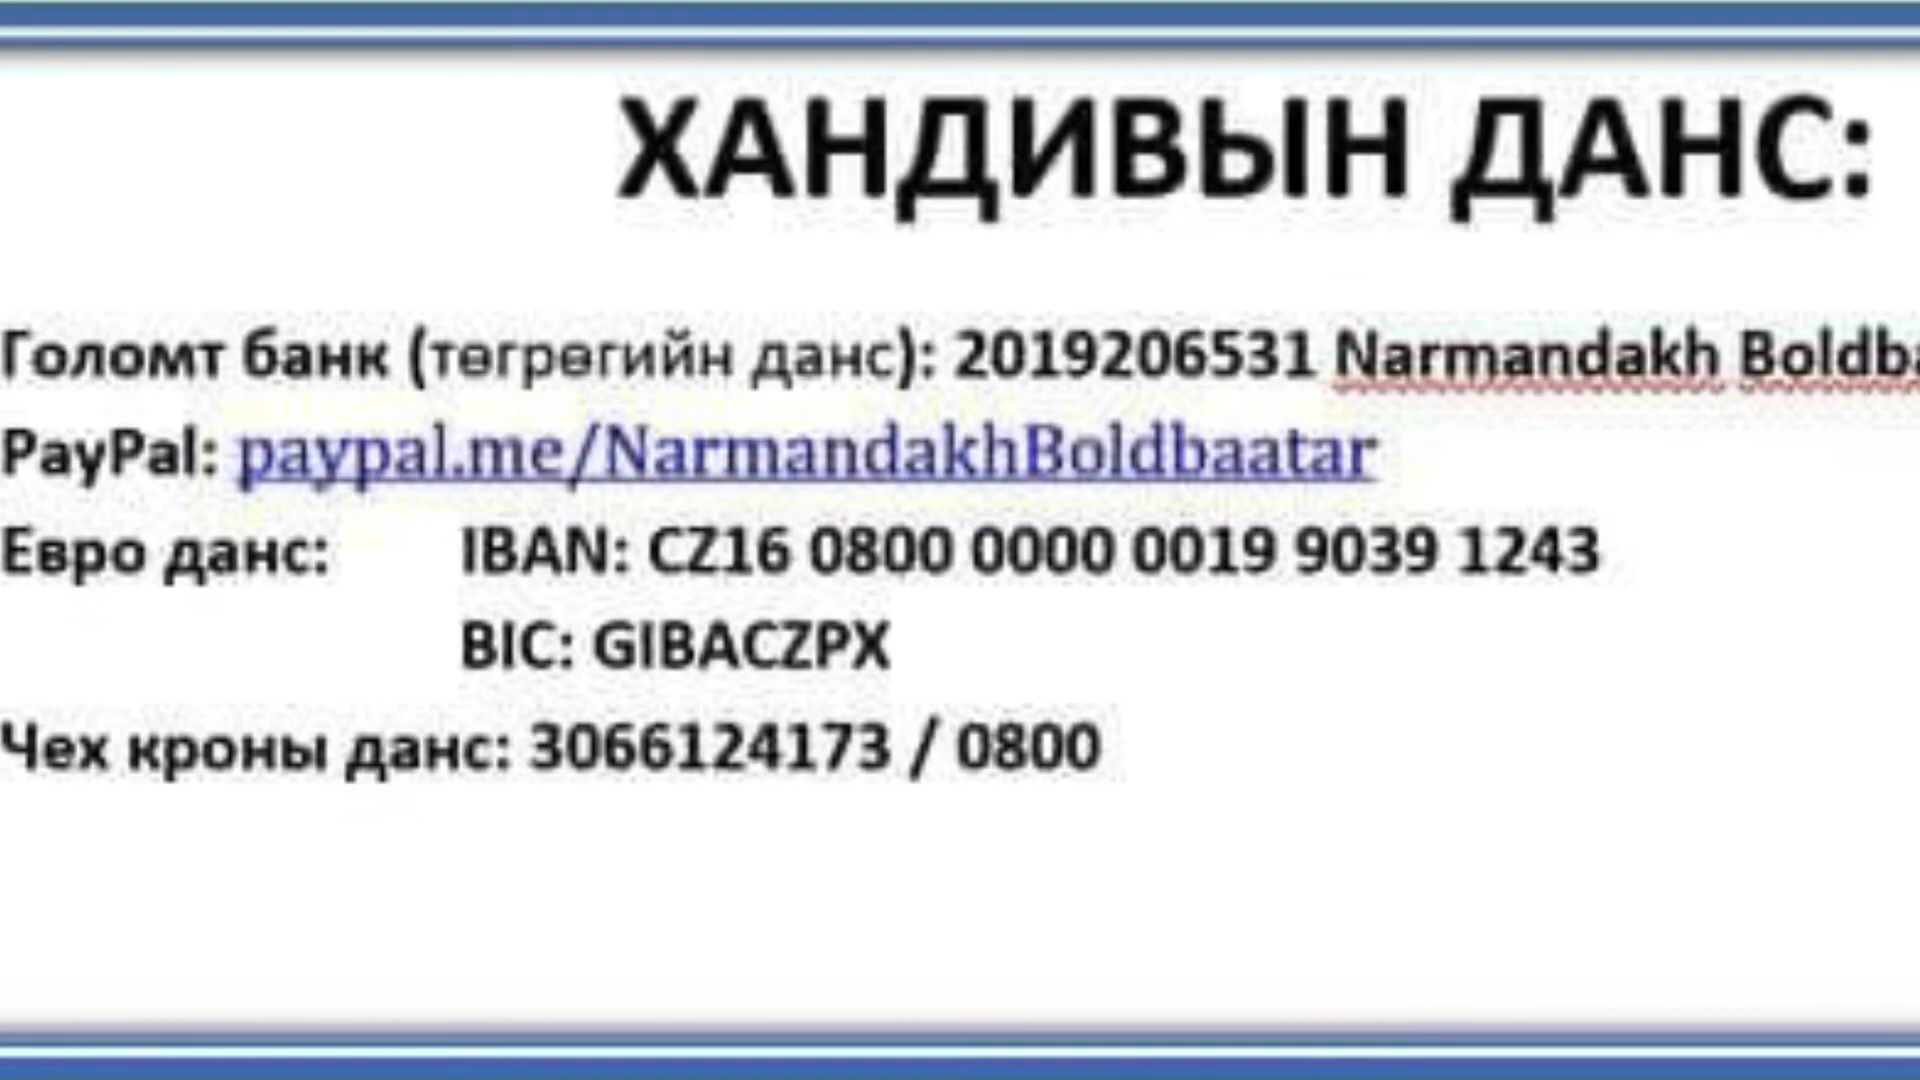 ХАНДИВЫН ДАНС:
Голомт банк (төгрөгийн данс): 2019206531 Narmandakh
PayPal: paypal.me/NarmandakhBoldbaatar
Евро данс: IBAN: CZ16 0800 0000 0019 9039 1243
BIC: GIBACZPX
Чех кроны данс: 3066124173 / 0800